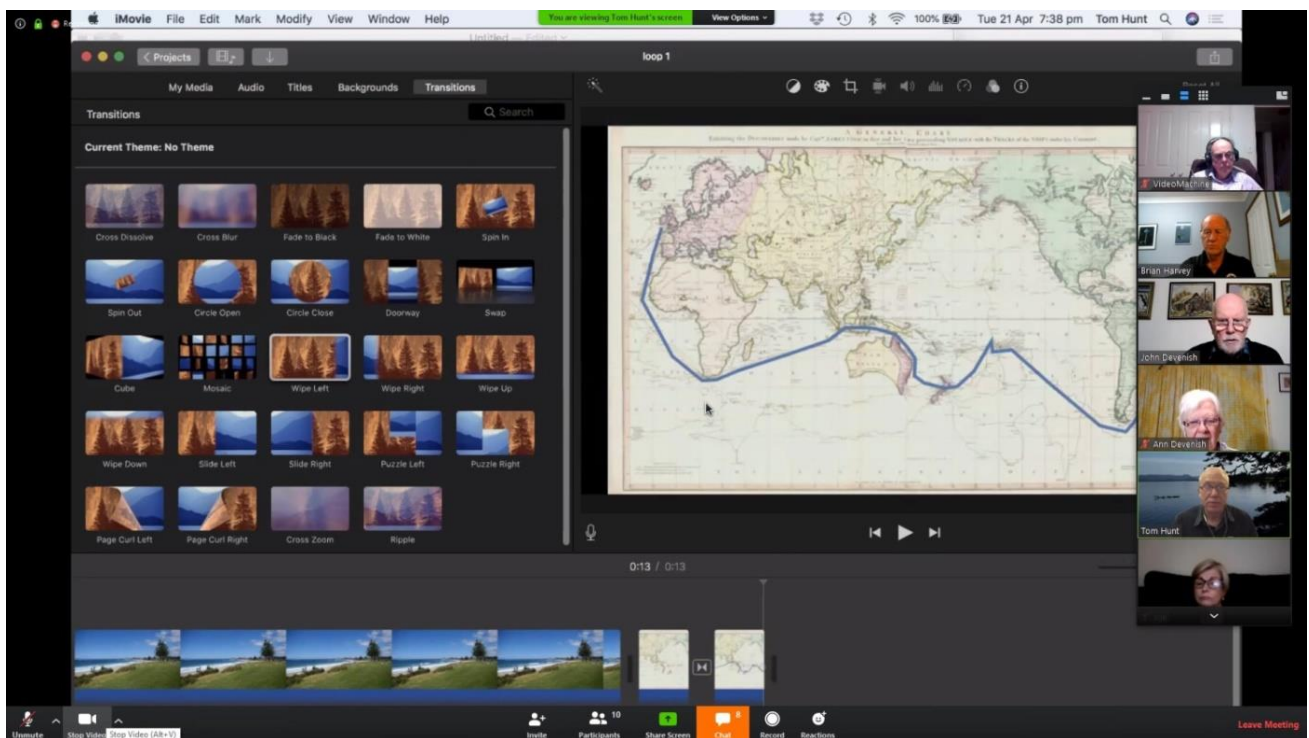 iMovie File Edit Mark Modify View Window Help
You are viewing Tom Hunt's screen View Options
100% Tue 21 Apr 7:38 pm Tom Hunt
Untitled — Edited
Projects
loop 1
My Media Audio Titles Backgrounds Transitions
Reset All
Transitions
Search
Current Theme: No Theme
Cross Dissolve Cross Blur Fade to Black Fade to White Spin In
Spin Out Circle Open Circle Close Doorway Swap
Cube Mosaic Wipe Left Wipe Right Wipe Up
Wipe Down Slide Left Slide Right Puzzle Left Puzzle Right
Page Curl Left Page Curl Right Cross Zoom Ripple
A GENERAL CHART
VideoMachine
Brian Harvey
John Devenish
Ann Devenish
Tom Hunt
0:13 / 0:13
Unmute
Stop Video
Stop Video (Alt+V)
Invite
Participants 10
Share Screen
Chat 8
Record
Reactions
Leave Meeting